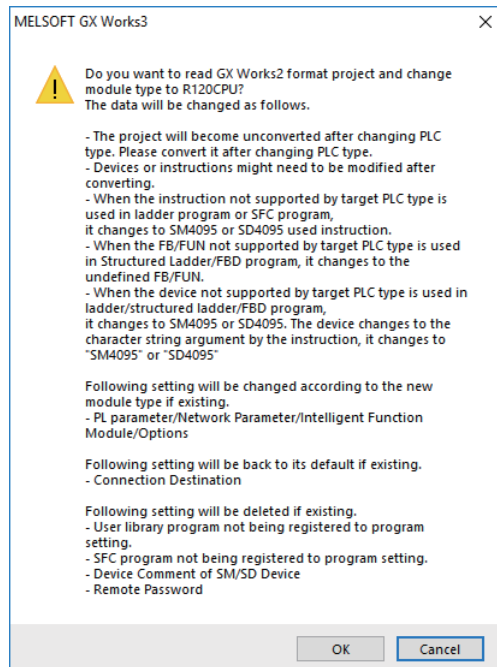 MELSOFT GX Works3
Do you want to read GX Works2 format project and change
module type to R120CPU?
The data will be changed as follows.
- The project will become unconverted after changing PLC
type. Please convert it after changing PLC type.
- Devices or instructions might need to be modified after
converting.
- When the instruction not supported by target PLC type is
used in ladder program or SFC program,
it changes to SM4095 or SD4095 used instruction.
- When the FB/FUN not supported by target PLC type is used
in Structured Ladder/FBD program, it changes to the
undefined FB/FUN.
- When the device not supported by target PLC type is used in
ladder/structured ladder/FBD program,
it changes to SM4095 or SD4095. The device changes to the
character string argument by the instruction, it changes to
"SM4095" or "SD4095"
Following setting will be changed according to the new
module type if existing.
- PL parameter/Network Parameter/Intelligent Function
Module/Options
Following setting will be back to its default if existing.
- Connection Destination
Following setting will be deleted if existing.
- User library program not being registered to program
setting.
- SFC program not being registered to program setting.
- Device Comment of SM/SD Device
- Remote Password
OK
Cancel